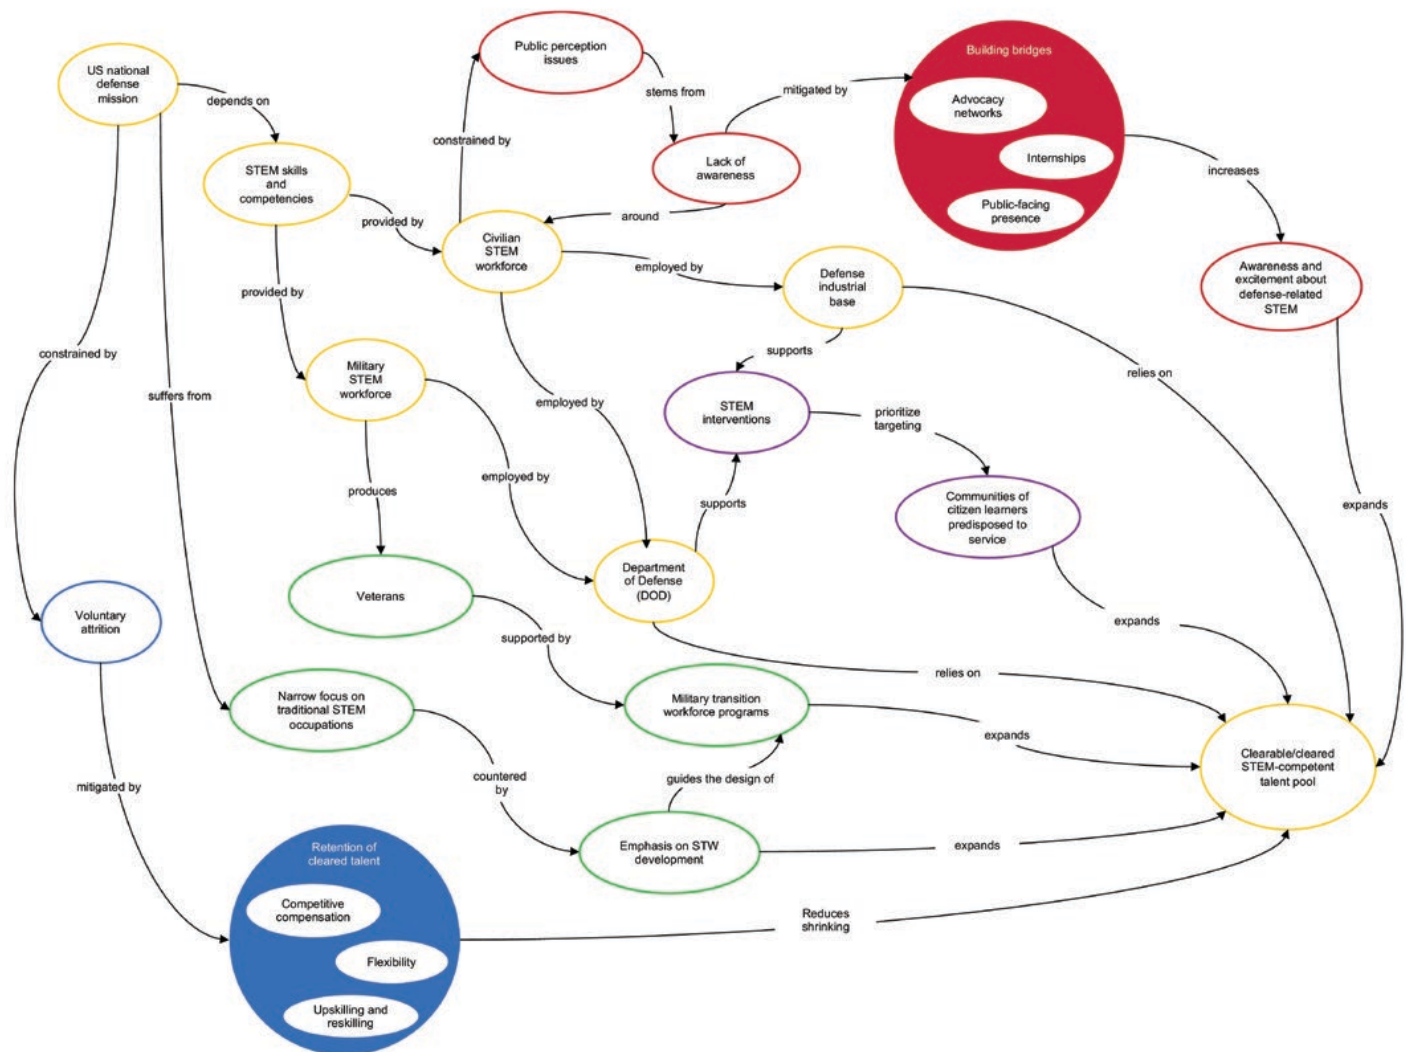 Public perception
issues
Building bridges
US national
defense
mission
depends on
stems from
mitigated by
Advocacy
networks
constrained by
Internships
STEM skills
and
competencies
Lack of
awareness
increases
provided by
around
Public-facing
presence
Civilian
STEM
workforce
employed by
Defense
industrial
base
Awareness and
excitement about
defense-related
STEM
provided by
constrained by
supports
Military
STEM
workforce
relies on
suffers from
employed by
STEM
interventions
prioritize
targeting
employed by
produces
supports
Communities of
citizen learners
predisposed to
service
expands
Veterans
Department
of Defense
(DOD)
Voluntary
attrition
supported by
expands
relies on
Narrow focus on
traditional STEM
occupations
Military transition
workforce programs
expands
Clearable/cleared
STEM-competent
talent pool
countered
by
guides the design of
mitigated by
Emphasis on STW
development
expands
Retention of
cleared talent
Competitive
compensation
Reduces
shrinking
Flexibility
Upskilling and
reskilling